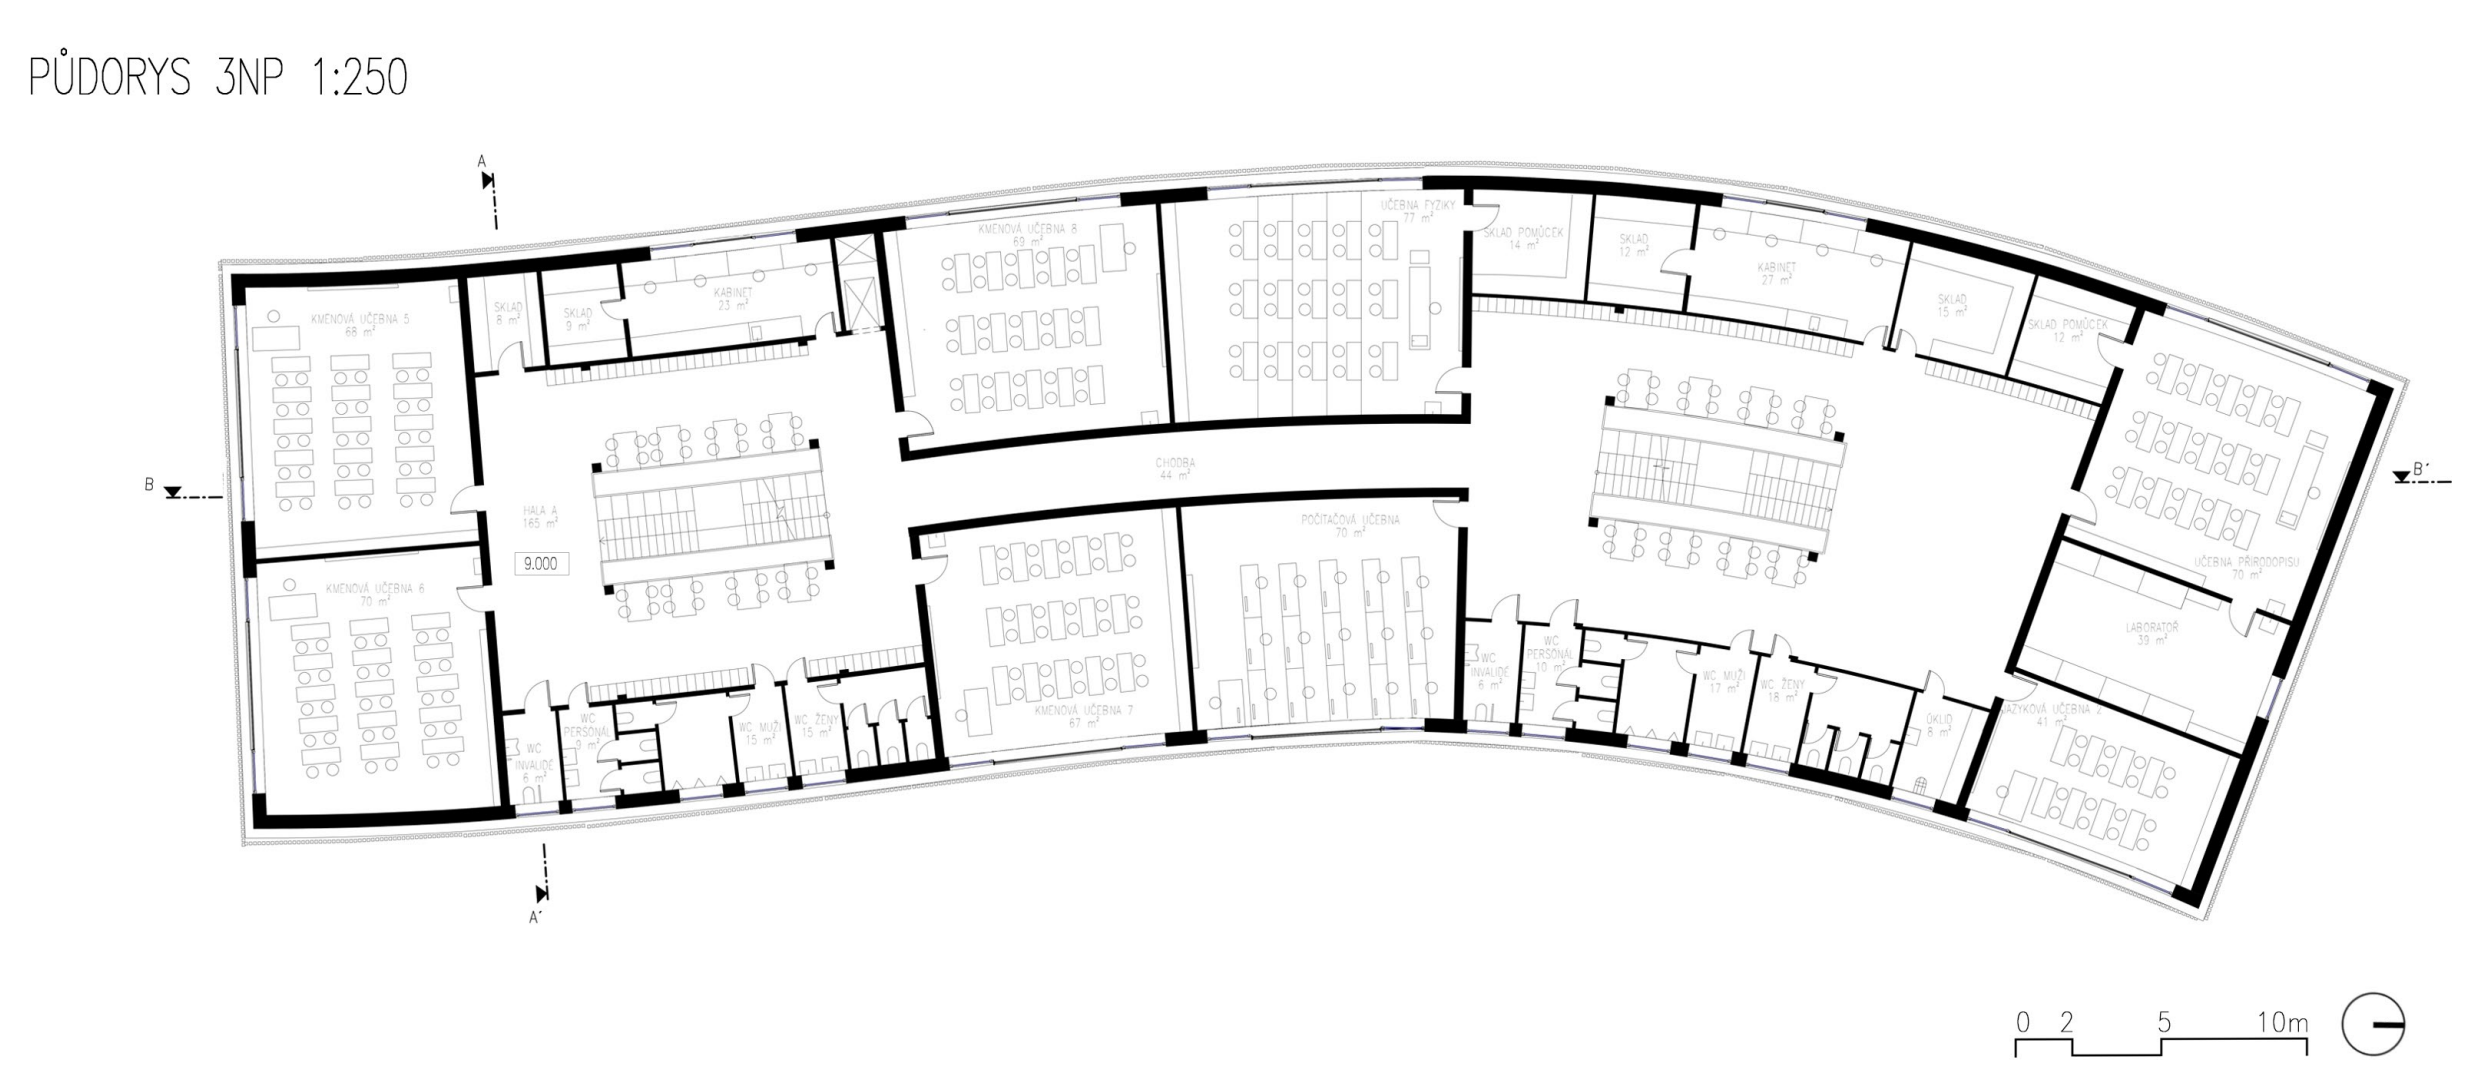 PŮDORYS 3NP 1:250
A
B
B´
A´
KMENOVÁ UČEBNA 5
68 m²
SKLAD
8 m²
SKLAD
9 m²
KABINET
23 m²
KMENOVÁ UČEBNA 8
69 m²
UČEBNA FYZIKY
77 m²
SKLAD POMŮCEK
14 m²
SKLAD
12 m²
KABINET
27 m²
SKLAD
15 m²
SKLAD POMŮCEK
12 m²
CHODBA
44 m²
HALA A
165 m²
9.000
POČÍTAČOVÁ UČEBNA
70 m²
UČEBNA PŘÍRODOPISU
70 m²
KMENOVÁ UČEBNA 6
70 m²
LABORATOŘ
39 m²
WC
INVALIDÉ
6 m²
WC
PERSONÁL
9 m²
WC MUŽI
15 m²
WC ŽENY
15 m²
KMENOVÁ UČEBNA 7
67 m²
WC
INVALIDÉ
6 m²
WC
PERSONÁL
10 m²
WC MUŽI
17 m²
WC ŽENY
18 m²
ÚKLID
8 m²
JAZYKOVÁ UČEBNA 2
41 m²
0 2 5 10m